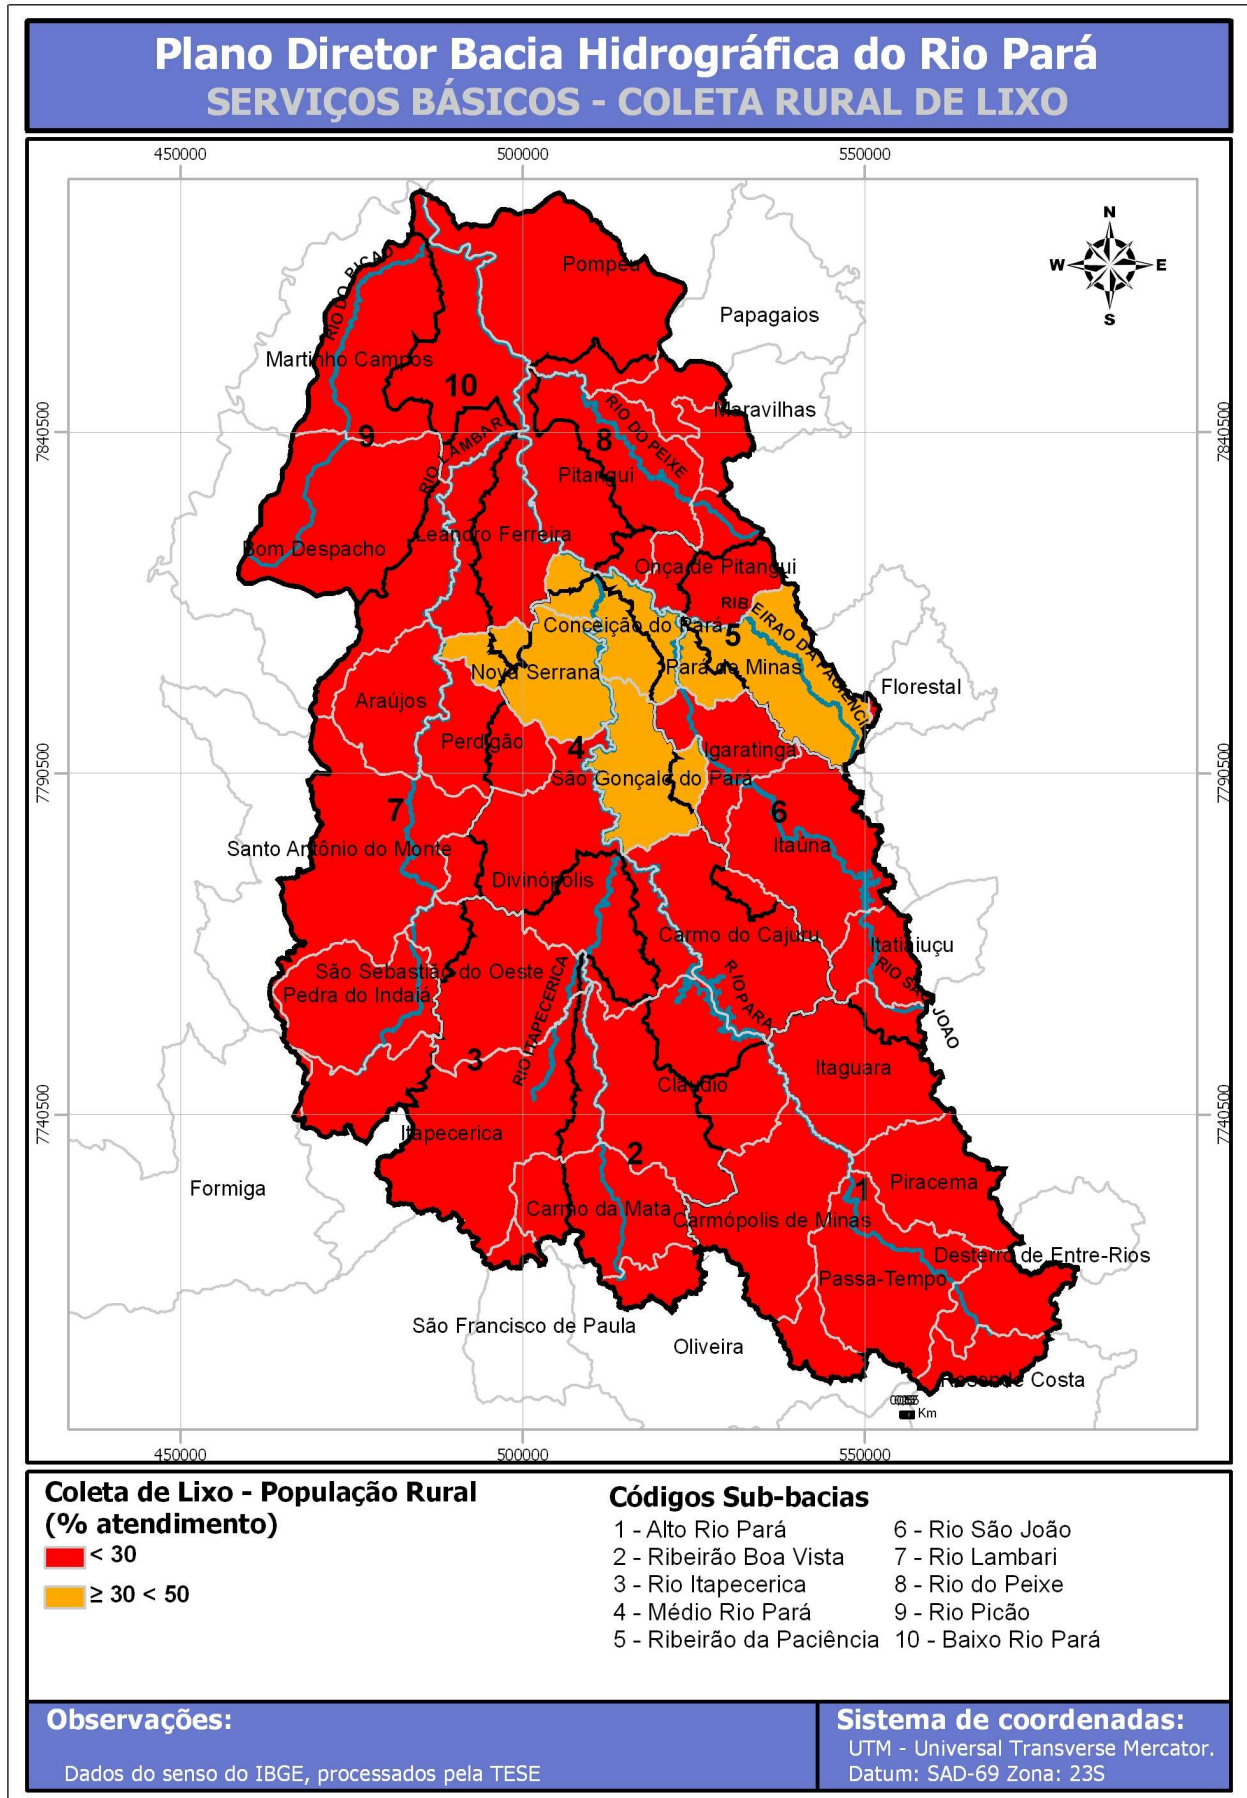 Plano Diretor Bacia Hidrográfica do Rio Pará
SERVIÇOS BÁSICOS - COLETA RURAL DE LIXO
450000 500000 550000
N
W E
S
Pompéu
RIO DO PICAO
Papagaios
Martinho Campos
10
Maravilhas
7840500
7840500
9
RIO LAMBARI
8
RIO DO PEIXE
Pitangui
Leandro Ferreira
Bom Despacho
Onça de Pitangui
RIBEIRAO DA PACIENCI
Conceição do Pará
5
Nova Serrana
Pará de Minas
Florestal
Araújos
Perdigão
4
Igaratinga
São Gonçalo do Pará
7790500
7790500
7
6
Santo Antônio do Monte
Itaúna
Divinópolis
Carmo do Cajuru
Itatiaiuçu
São Sebastião do Oeste
Pedra do Indaiá
RIO ITAPECERICA
RIO PARA
RIO SAO JOAO
3
Itaguara
Cláudio
7740500
7740500
Itapecerica
2
Formiga
1
Piracema
Carmo da Mata
Carmópolis de Minas
Desterro de Entre-Rios
Passa-Tempo
São Francisco de Paula
Oliveira
Resende Costa
Km
450000 500000 550000
Coleta de Lixo - População Rural
(% atendimento)
< 30
≥ 30 < 50
Códigos Sub-bacias
1 - Alto Rio Pará
2 - Ribeirão Boa Vista
3 - Rio Itapecerica
4 - Médio Rio Pará
5 - Ribeirão da Paciência
6 - Rio São João
7 - Rio Lambari
8 - Rio do Peixe
9 - Rio Picão
10 - Baixo Rio Pará
Observações:
Dados do senso do IBGE, processados pela TESE
Sistema de coordenadas:
UTM - Universal Transverse Mercator.
Datum: SAD-69 Zona: 23S